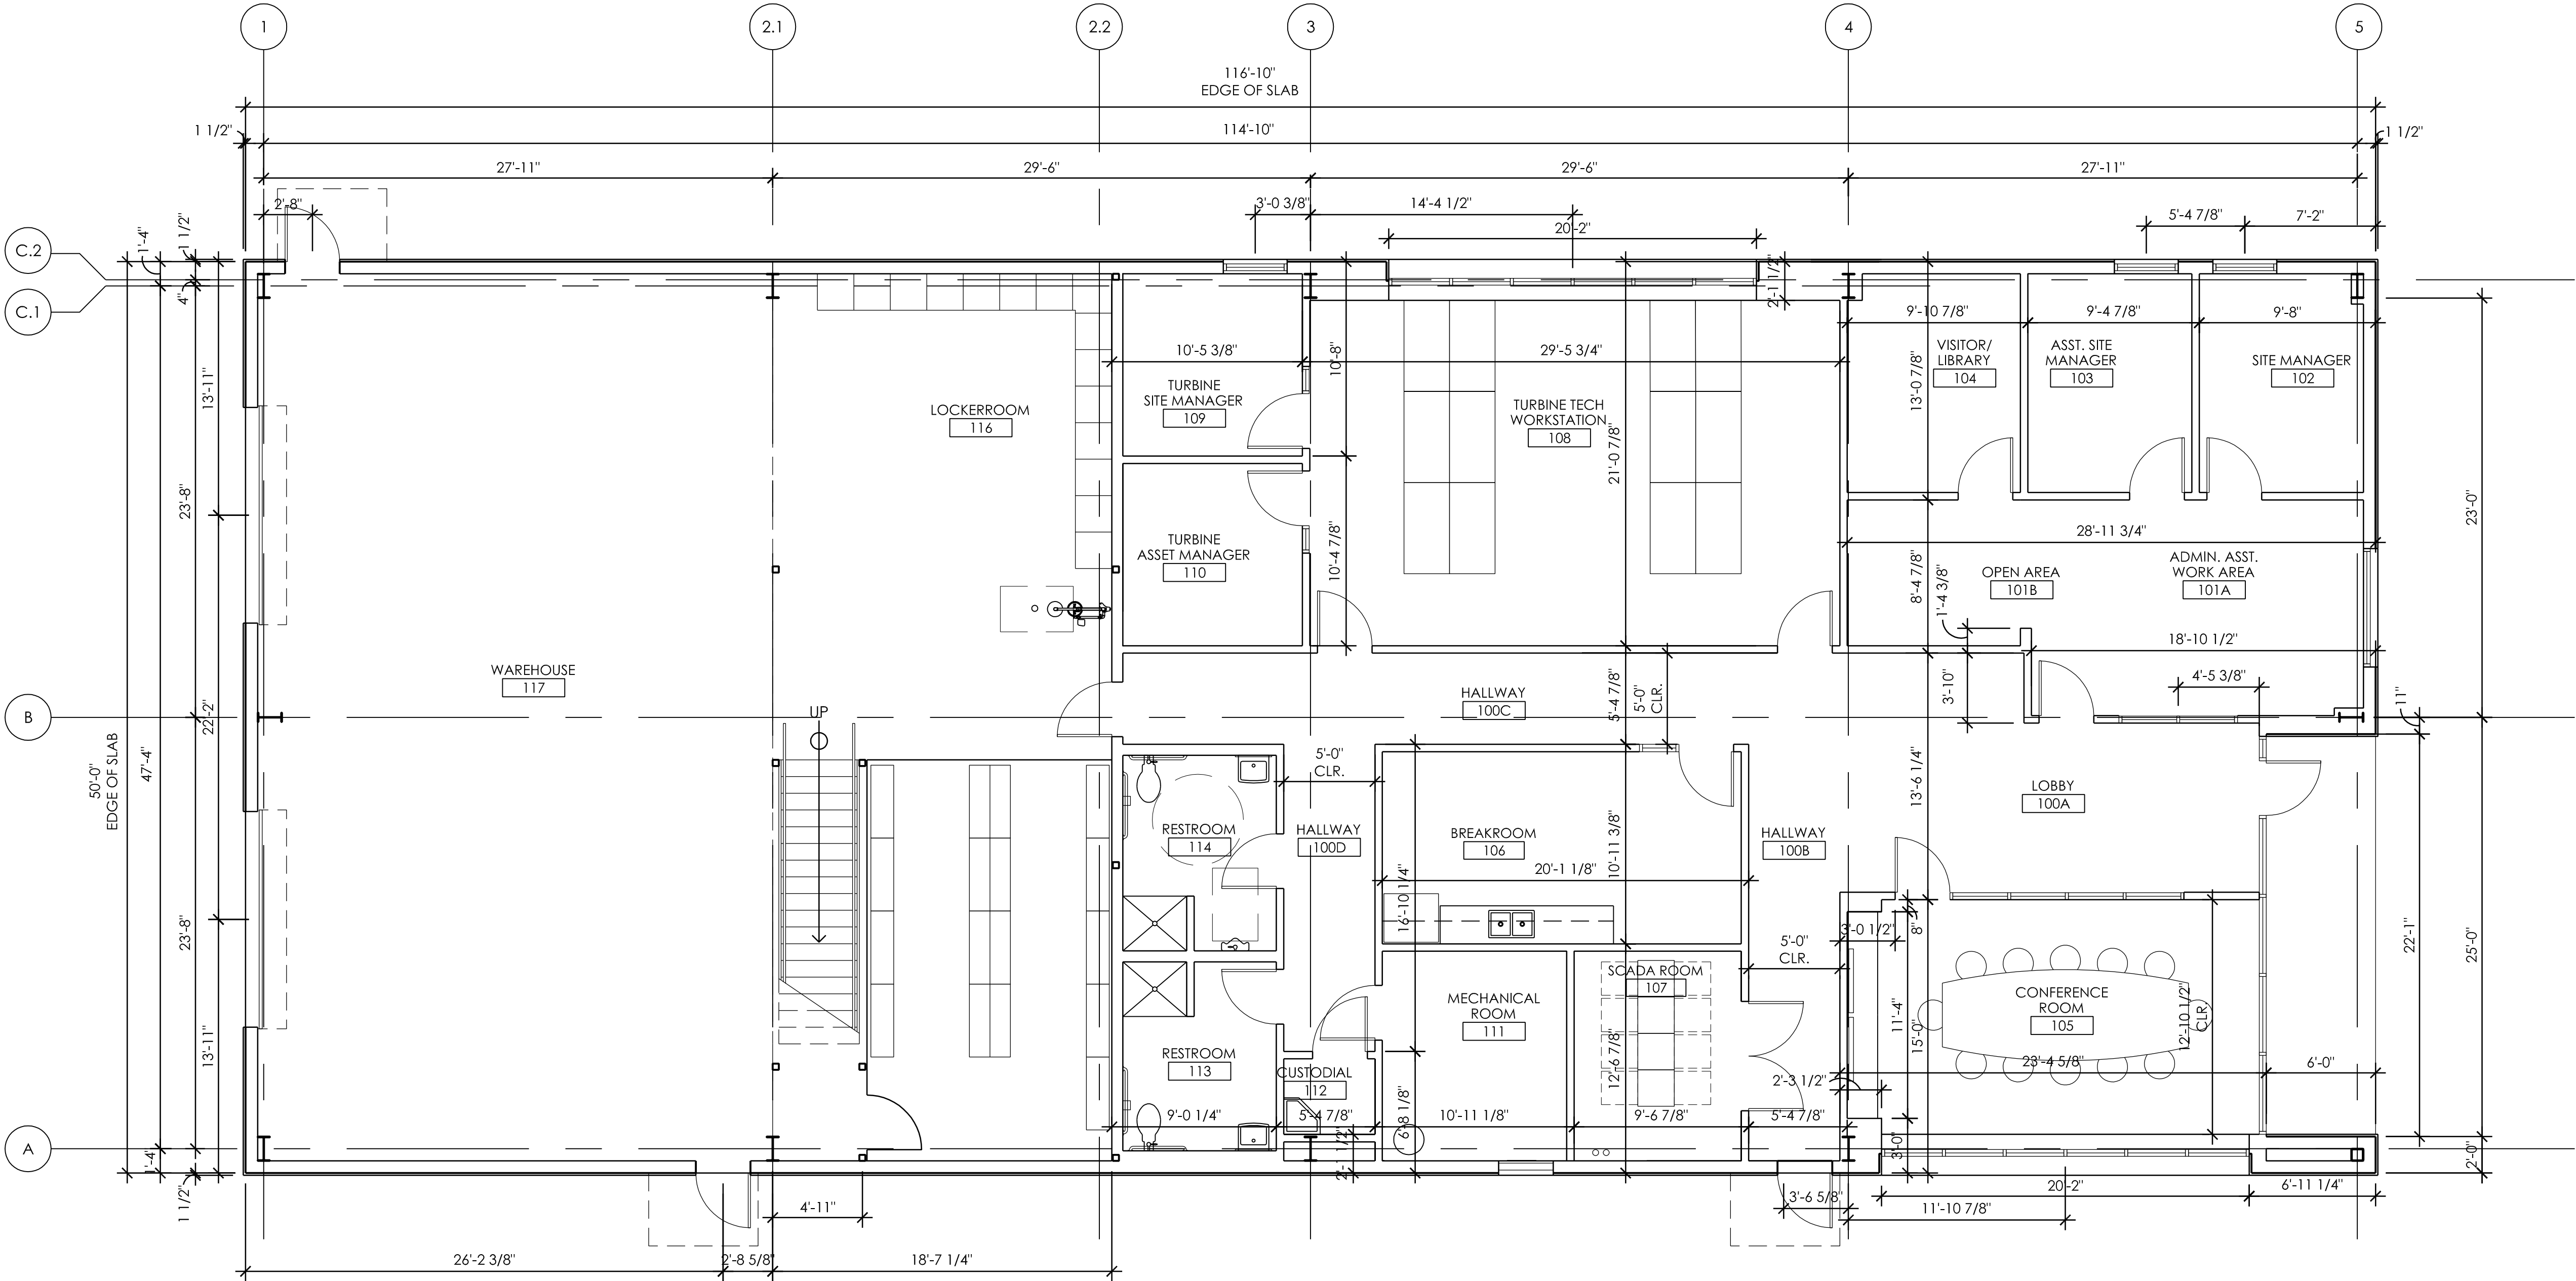 1
2.1
2.2
3
4
5
116'-10"
EDGE OF SLAB
1 1/2"
114'-10"
1 1/2"
27'-11"
29'-6"
29'-6"
27'-11"
2'-8"
3'-0 3/8"
14'-4 1/2"
20'-2"
5'-4 7/8"
7'-2"
C.2
C.1
B
A
1'-4"
1 1/2"
4"
13'-11"
23'-8"
22'-2"
47'-4"
50'-0"
EDGE OF SLAB
23'-8"
13'-11"
1'-4"
1 1/2"
2'-1 1/2"
10'-5 3/8"
10'-8"
29'-5 3/4"
9'-10 7/8"
9'-4 7/8"
9'-8"
VISITOR/
LIBRARY
104
ASST. SITE
MANAGER
103
SITE MANAGER
102
13'-0 7/8"
TURBINE
SITE MANAGER
109
LOCKERROOM
116
TURBINE TECH
WORKSTATION
108
21'-0 7/8"
23'-0"
TURBINE
ASSET MANAGER
110
10'-4 7/8"
28'-11 3/4"
8'-4 7/8"
1'-4 3/8"
OPEN AREA
101B
ADMIN. ASST.
WORK AREA
101A
18'-10 1/2"
4'-5 3/8"
3'-10"
11"
WAREHOUSE
117
UP
HALLWAY
100C
5'-4 7/8"
5'-0"
CLR.
5'-0"
CLR.
13'-6 1/4"
LOBBY
100A
RESTROOM
114
HALLWAY
100D
BREAKROOM
106
20'-1 1/8"
10'-11 3/8"
HALLWAY
100B
16'-10 1/4"
3'-0 1/2"
8"
5'-0"
CLR.
22'-1"
25'-0"
SCADA ROOM
107
MECHANICAL
ROOM
111
CONFERENCE
ROOM
105
11'-4"
15'-0"
12'-10 1/2"
CLR.
23'-4 5/8"
6'-0"
RESTROOM
113
CUSTODIAL
112
12'-6 7/8"
2'-3 1/2"
9'-0 1/4"
5'-4 7/8"
10'-11 1/8"
9'-6 7/8"
5'-4 7/8"
6'-8 1/8"
2'-1 1/2"
3'-0"
2'-0"
4'-11"
3'-6 5/8"
20'-2"
6'-11 1/4"
11'-10 7/8"
26'-2 3/8"
2'-8 5/8"
18'-7 1/4"